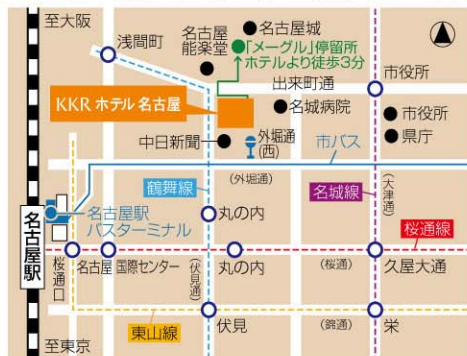 至大阪
浅間町
名古屋
能楽堂
名古屋城
「メーグル」停留所
ホテルより徒歩3分
出来町通
市役所
KKR ホテル 名古屋
名城病院
市役所
県庁
中日新聞
外堀通
(西)
市バス
鶴舞線
(外堀通)
名城線
(大津通)
名古屋駅
名古屋駅
バスターミナル
丸の内
桜通線
桜通口
名古屋
国際センター
(伏見通)
丸の内
(桜通)
久屋大通
東山線
伏見
(錦通)
栄
至東京